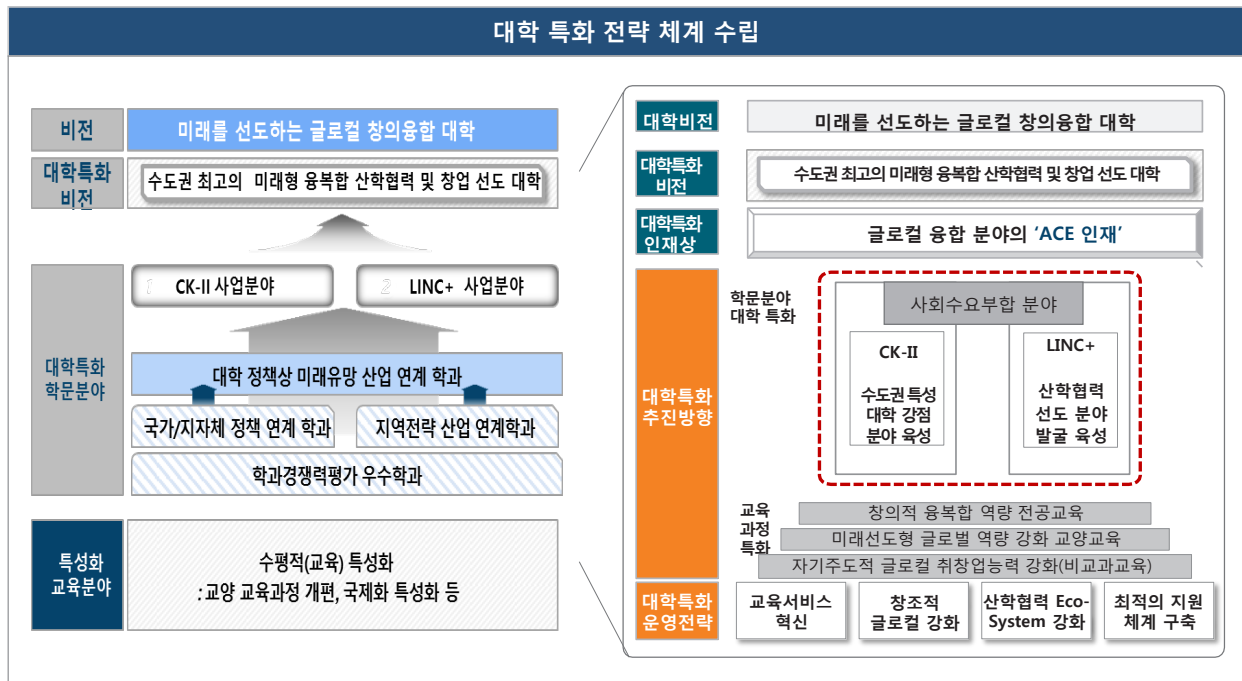 대학 특화 전략 체계 수립
비전
미래를 선도하는 글로컬 창의융합 대학
대학특화
비전
수도권 최고의 미래형 융복합 산학협력 및 창업 선도 대학
대학특화
학문분야
1 CK-II 사업분야
2 LINC+ 사업분야
대학 정책상 미래유망 산업 연계 학과
국가/지자체 정책 연계 학과
지역전략 산업 연계학과
학과경쟁력평가 우수학과
특성화
교육분야
수평적(교육) 특성화
: 교양 교육과정 개편, 국제화 특성화 등
대학비전
미래를 선도하는 글로컬 창의융합 대학
대학특화
비전
수도권 최고의 미래형 융복합 산학협력 및 창업 선도 대학
대학특화
인재상
글로컬 융합 분야의 ‘ACE 인재’
대학특화
추진방향
학문분야
대학 특화
사회수요부합 분야
CK-II
수도권 특성
대학 강점
분야 육성
LINC+
산학협력
선도 분야
발굴 육성
교육
과정
특화
창의적 융복합 역량 전공교육
미래선도형 글로벌 역량 강화 교양교육
자기주도적 글로컬 취창업능력 강화(비교과교육)
대학특화
운영전략
교육서비스
혁신
창조적
글로컬 강화
산학협력 Eco-
System 강화
최적의 지원
체계 구축